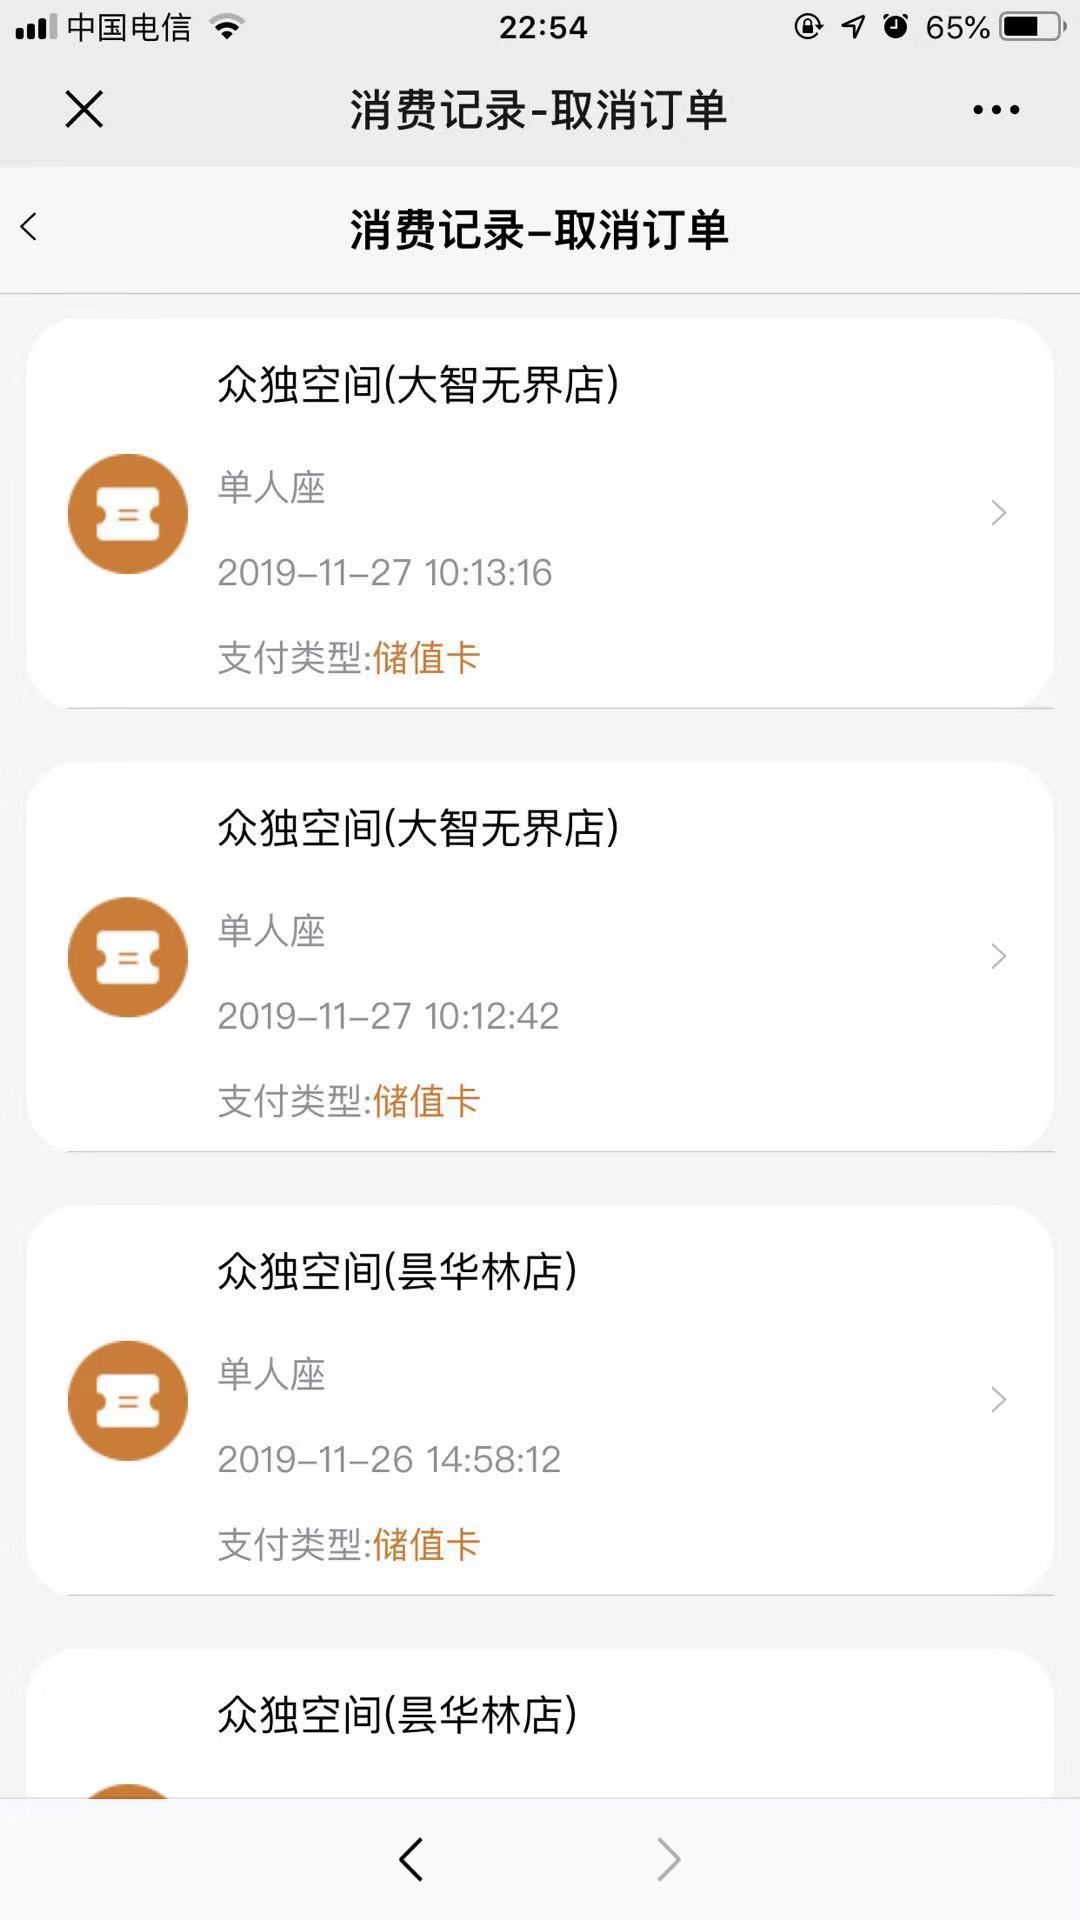 中国电信 22:54 65%
消费记录-取消订单
消费记录-取消订单
众独空间(大智无界店)
单人座
2019-11-27 10:13:16
支付类型:储值卡
众独空间(大智无界店)
单人座
2019-11-27 10:12:42
支付类型:储值卡
众独空间(昙华林店)
单人座
2019-11-26 14:58:12
支付类型:储值卡
众独空间(昙华林店)